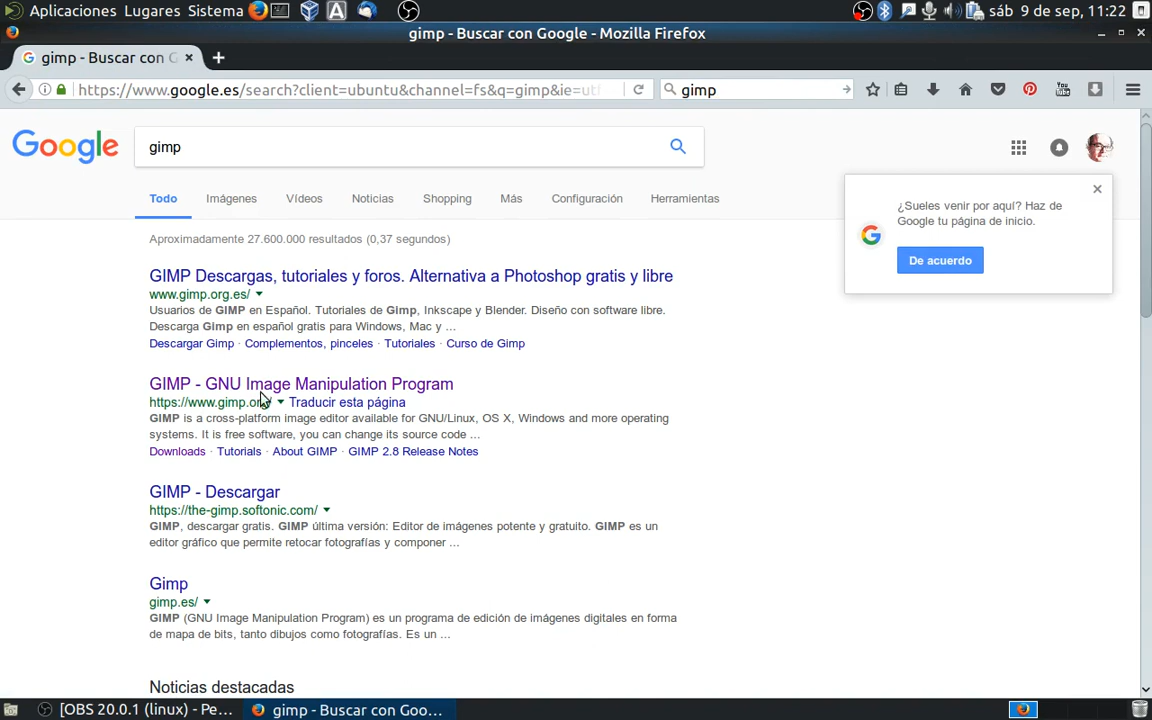 Aplicaciones Lugares Sistema
sáb 9 de sep, 11:22
gimp - Buscar con Google - Mozilla Firefox
gimp - Buscar con G
https://www.google.es/search?client=ubuntu&channel=fs&q=gimp&ie=utf
gimp
You
Google
gimp
Todo Imágenes Vídeos Noticias Shopping Más Configuración Herramientas
¿Sueles venir por aquí? Haz de
Google tu página de inicio.
De acuerdo
Aproximadamente 27.600.000 resultados (0,37 segundos)
GIMP Descargas, tutoriales y foros. Alternativa a Photoshop gratis y libre
www.gimp.org.es/
Usuarios de GIMP en Español. Tutoriales de Gimp, Inkscape y Blender. Diseño con software libre.
Descarga Gimp en español gratis para Windows, Mac y ...
Descargar Gimp · Complementos, pinceles · Tutoriales · Curso de Gimp
GIMP - GNU Image Manipulation Program
https://www.gimp.org/ Traducir esta página
GIMP is a cross-platform image editor available for GNU/Linux, OS X, Windows and more operating
systems. It is free software, you can change its source code ...
Downloads · Tutorials · About GIMP · GIMP 2.8 Release Notes
GIMP - Descargar
https://the-gimp.softonic.com/
GIMP, descargar gratis. GIMP última versión: Editor de imágenes potente y gratuito. GIMP es un
editor gráfico que permite retocar fotografías y componer ...
Gimp
gimp.es/
GIMP (GNU Image Manipulation Program) es un programa de edición de imágenes digitales en forma
de mapa de bits, tanto dibujos como fotografías. Es un ...
Noticias destacadas
[OBS 20.0.1 (linux) - Pe... gimp - Buscar con Goo...